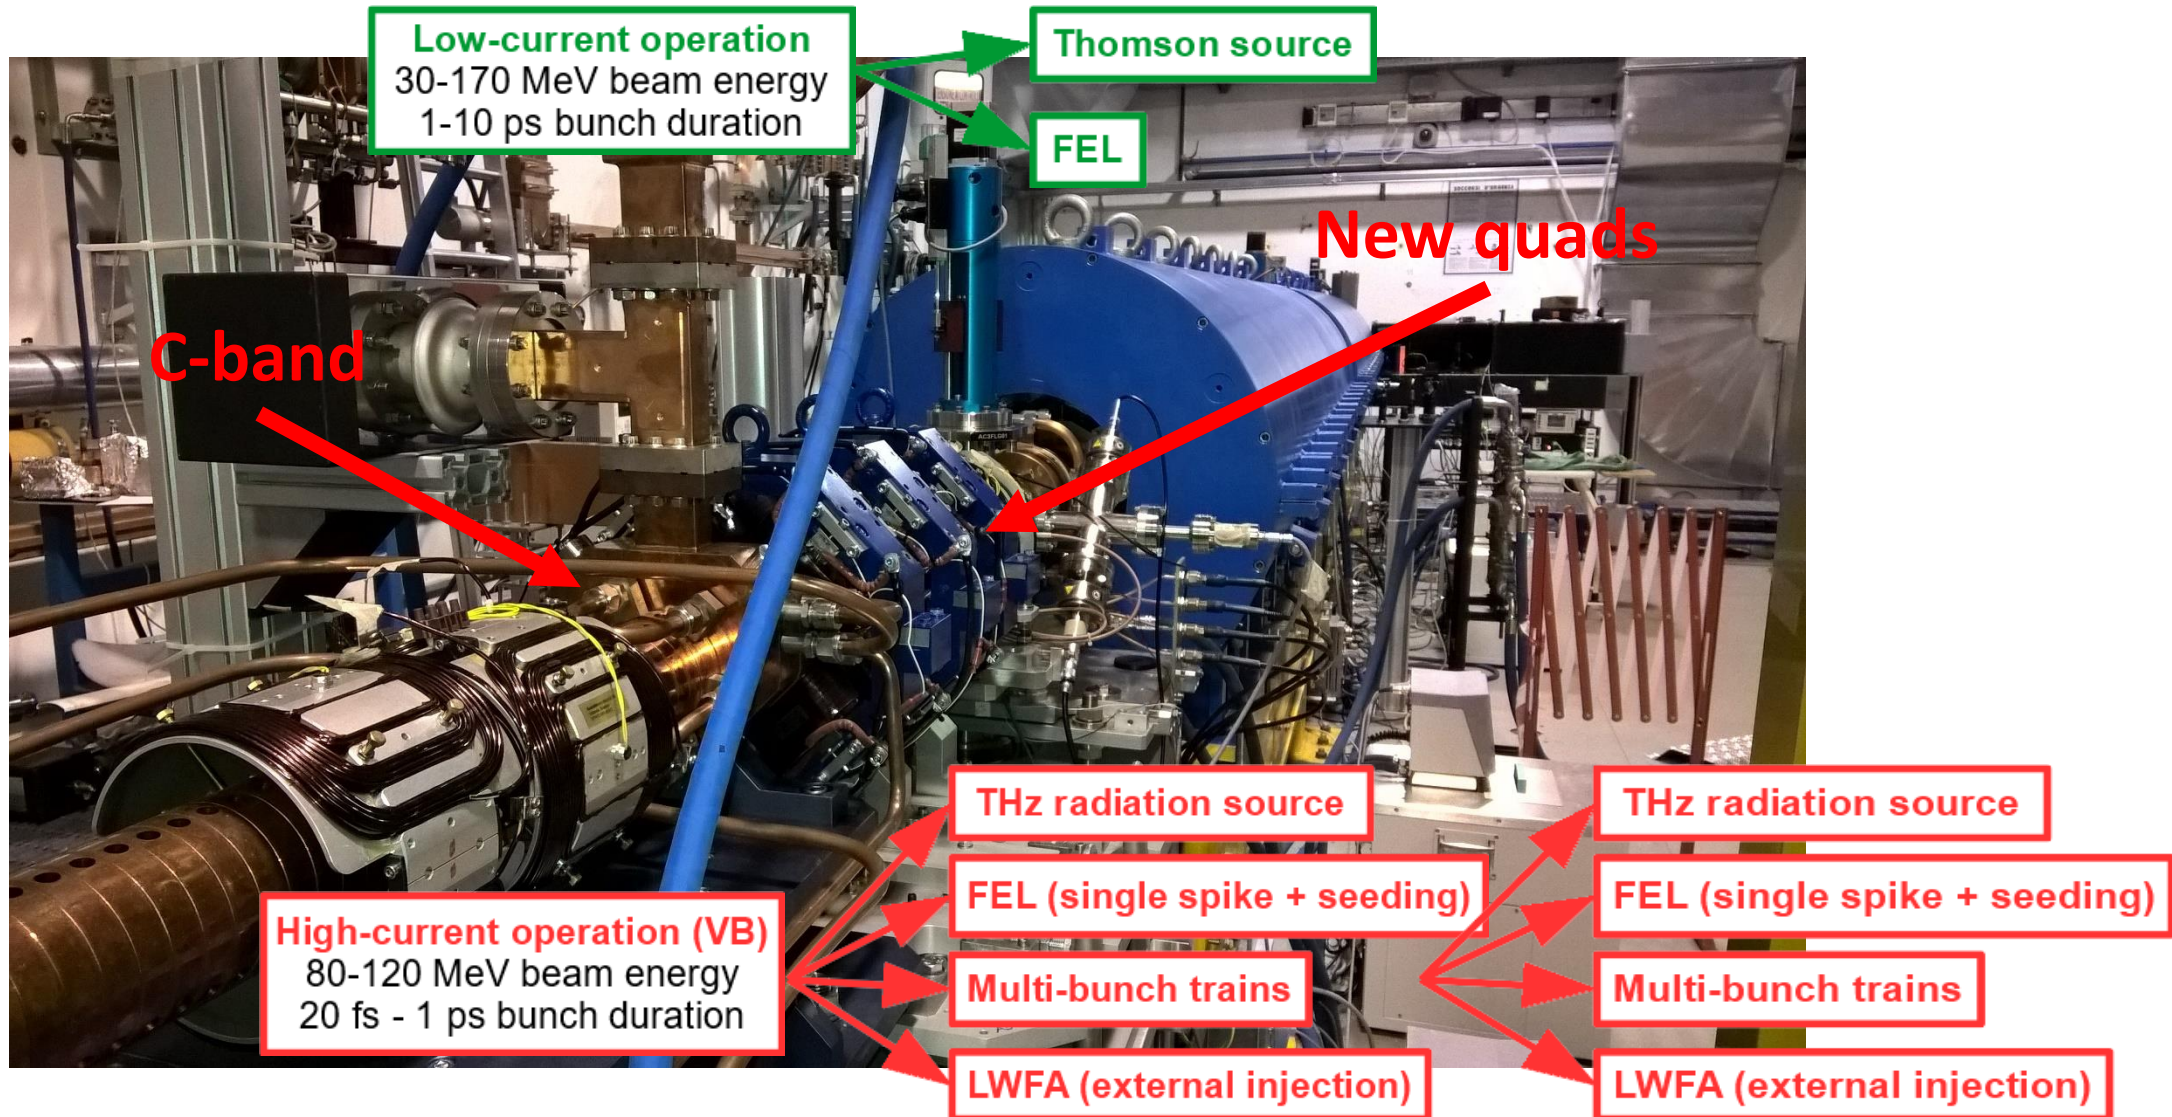 Low-current operation
30-170 MeV beam energy
1-10 ps bunch duration
Thomson source
FEL
New quads
C-band
AC3FLG01
High-current operation (VB)
80-120 MeV beam energy
20 fs - 1 ps bunch duration
THz radiation source
FEL (single spike + seeding)
Multi-bunch trains
LWFA (external injection)
THz radiation source
FEL (single spike + seeding)
Multi-bunch trains
LWFA (external injection)